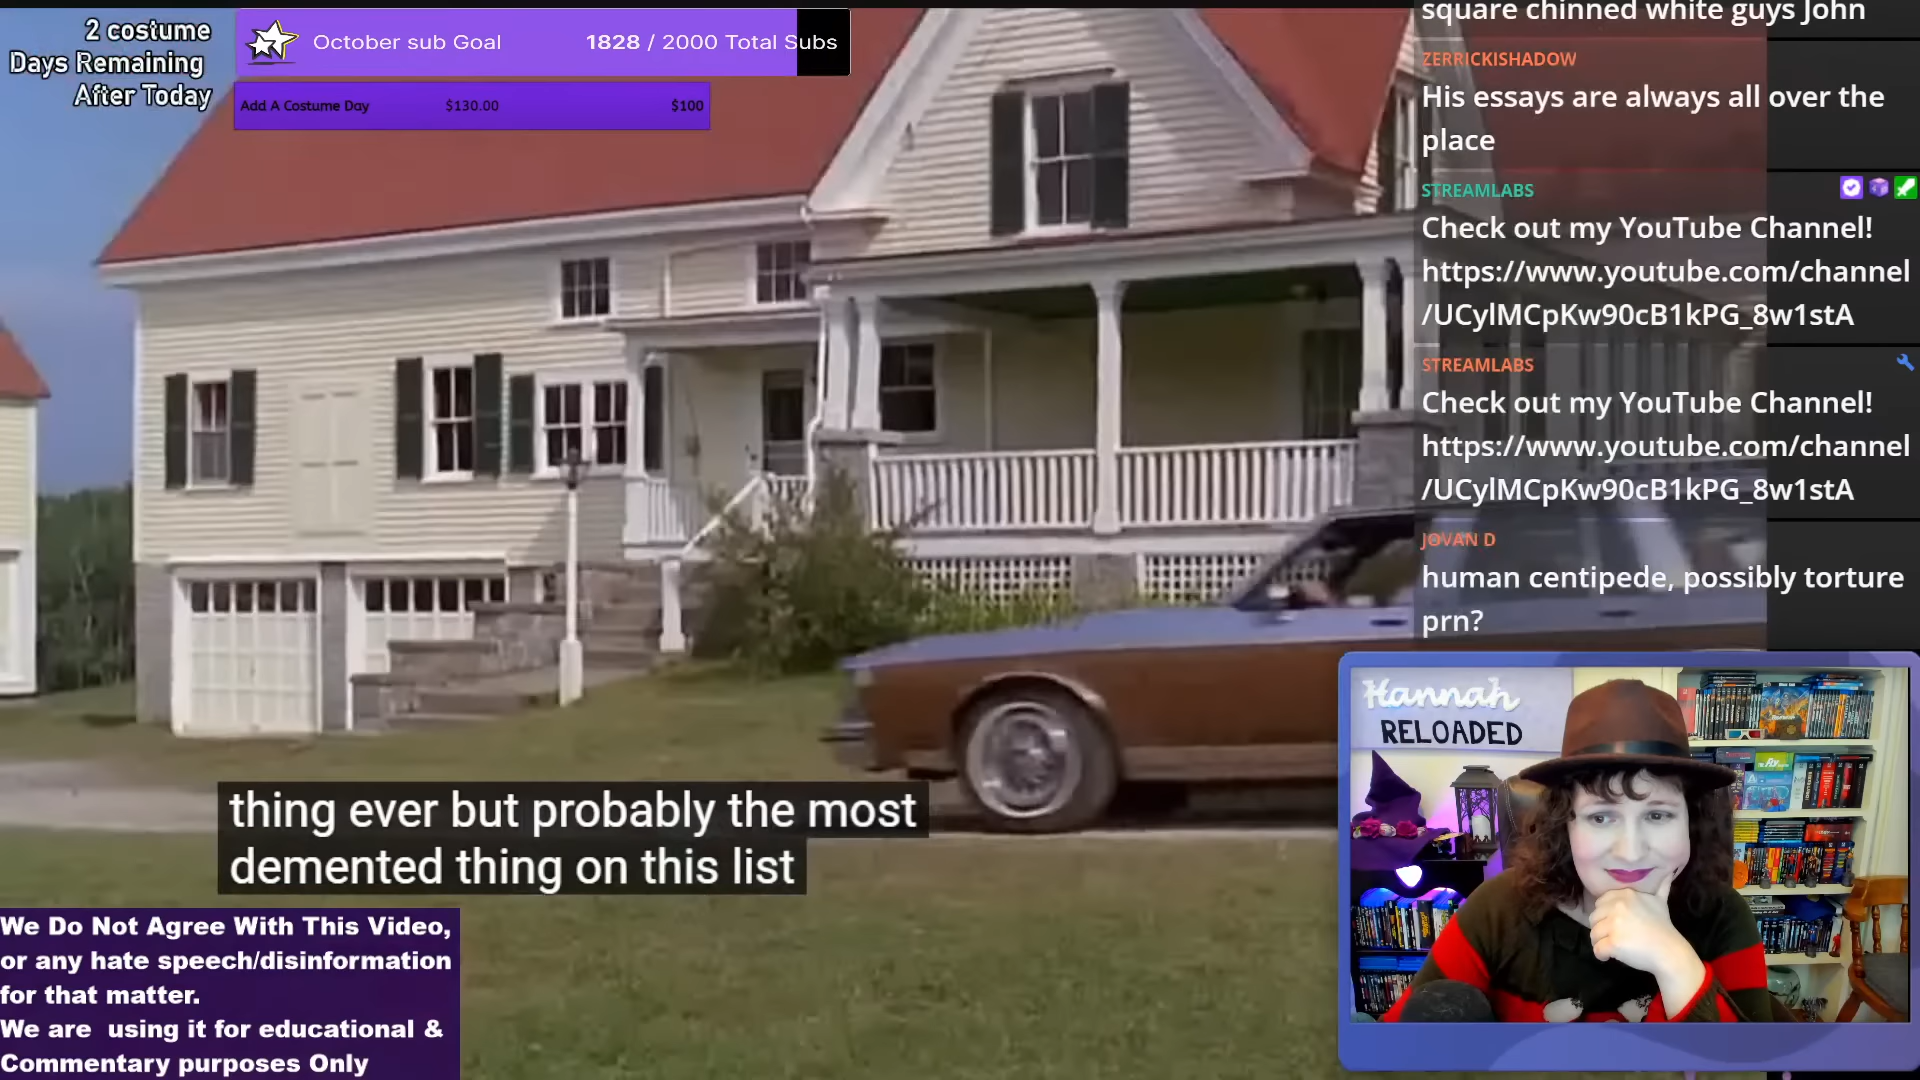 2 costume
Days Remaining
After Today
October sub Goal 1828 / 2000 Total Subs
Add A Costume Day $130.00 $100
square chinned white guys John
ZERRICKISHADOW
His essays are always all over the
place
STREAMLABS
Check out my YouTube Channel!
https://www.youtube.com/channel
/UCylMCpKw90cB1kPG_8w1stA
STREAMLABS
Check out my YouTube Channel!
https://www.youtube.com/channel
/UCylMCpKw90cB1kPG_8w1stA
JOVAN D
human centipede, possibly torture
prn?
thing ever but probably the most
demented thing on this list
We Do Not Agree With This Video,
or any hate speech/disinformation
for that matter.
We are using it for educational &
Commentary purposes Only
Hannah
RELOADED